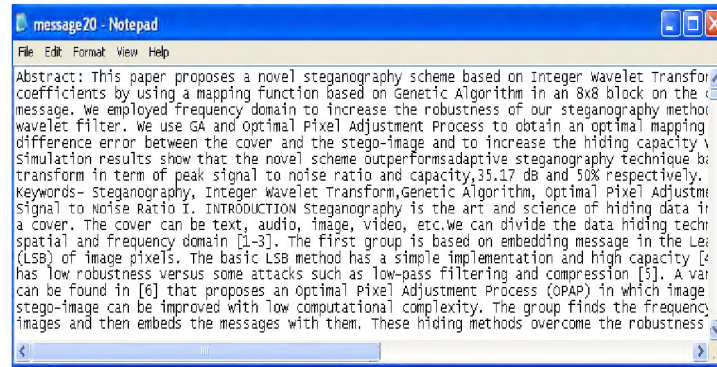 message20 - Notepad
File Edit Format View Help
Abstract: This paper proposes a novel steganography scheme based on Integer Wavelet Transfor
coefficients by using a mapping function based on Genetic Algorithm in an 8x8 block on the
message. We employed frequency domain to increase the robustness of our steganography method
wavelet filter. We use GA and Optimal Pixel Adjustment Process to obtain an optimal mapping
difference error between the cover and the stego-image and to increase the hiding capacity
Simulation results show that the novel scheme outperformsadaptive steganography technique ba
transform in term of peak signal to noise ratio and capacity,35.17 dB and 50% respectively.
Keywords- Steganography, Integer Wavelet Transform,Genetic Algorithm, Optimal Pixel Adjustme
Signal to Noise Ratio I. INTRODUCTION Steganography is the art and science of hiding data in
a cover. The cover can be text, audio, image, video, etc.We can divide the data hiding techn
spatial and frequency domain [1-3]. The first group is based on embedding message in the Lea
(LSB) of image pixels. The basic LSB method has a simple implementation and high capacity [4
has low robustness versus some attacks such as low-pass filtering and compression [5]. A var
can be found in [6] that proposes an Optimal Pixel Adjustment Process (OPAP) in which image
stego-image can be improved with low computational complexity. The group finds the frequency
images and then embeds the messages with them. These hiding methods overcome the robustness